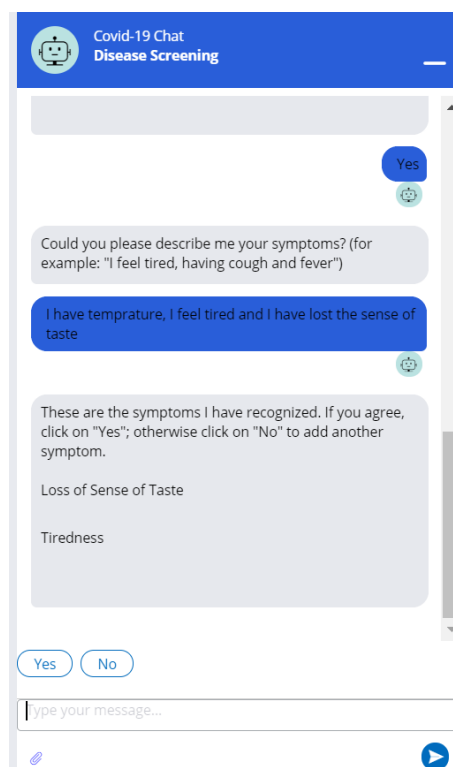 Covid-19 Chat
Disease Screening
Yes
Could you please describe me your symptoms? (for
example: "I feel tired, having cough and fever")
I have temprature, I feel tired and I have lost the sense of
taste
These are the symptoms I have recognized. If you agree,
click on "Yes"; otherwise click on "No" to add another
symptom.
Loss of Sense of Taste
Tiredness
Yes No
Type your message...